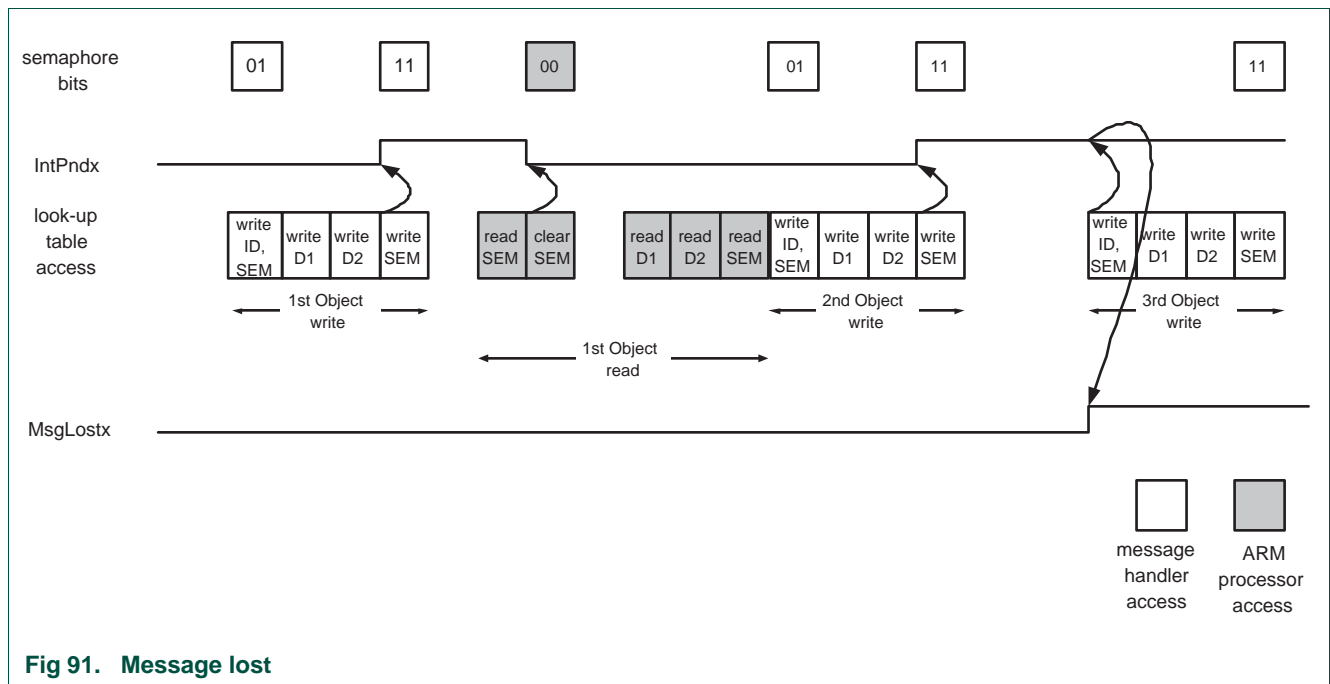 semaphore
bits
01
11
00
01
11
11
IntPndx
look-up
table
access
write
ID,
SEM
write
D1
write
D2
write
SEM
read
SEM
clear
SEM
read
D1
read
D2
read
SEM
write
ID,
SEM
write
D1
write
D2
write
SEM
write
ID,
SEM
write
D1
write
D2
write
SEM
1st Object
write
2nd Object
write
3rd Object
write
1st Object
read
MsgLostx
message
handler
access
ARM
processor
access
Fig 91. Message lost